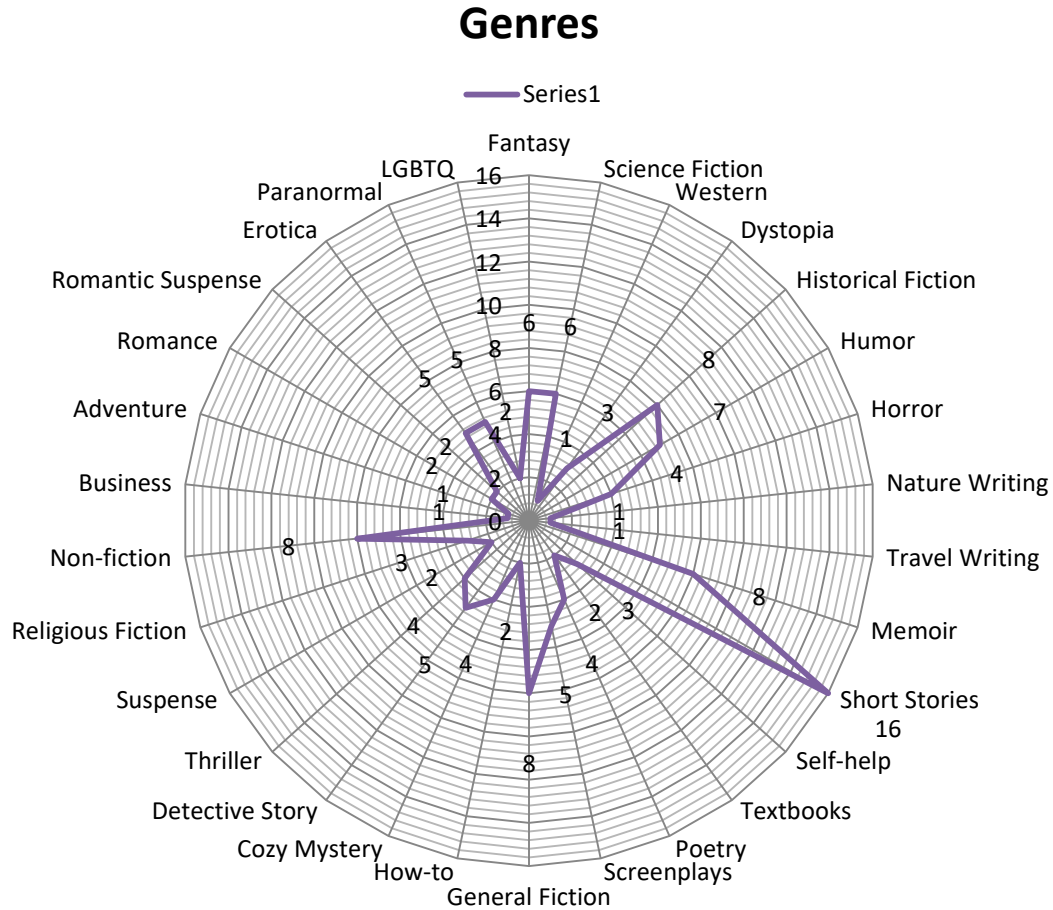 Genres
Series1
Fantasy
Science Fiction
Western
Dystopia
Historical Fiction
Humor
Horror
Nature Writing
Travel Writing
Memoir
Short Stories
Self-help
Textbooks
Poetry
Screenplays
General Fiction
How-to
Cozy Mystery
Detective Story
Thriller
Suspense
Religious Fiction
Non-fiction
Business
Adventure
Romance
Romantic Suspense
Erotica
Paranormal
LGBTQ
16
14
12
10
8
6
4
2
0
6
6
1
3
8
7
4
1
1
8
16
3
2
4
5
8
2
4
5
4
2
3
8
1
1
2
2
5
5
2